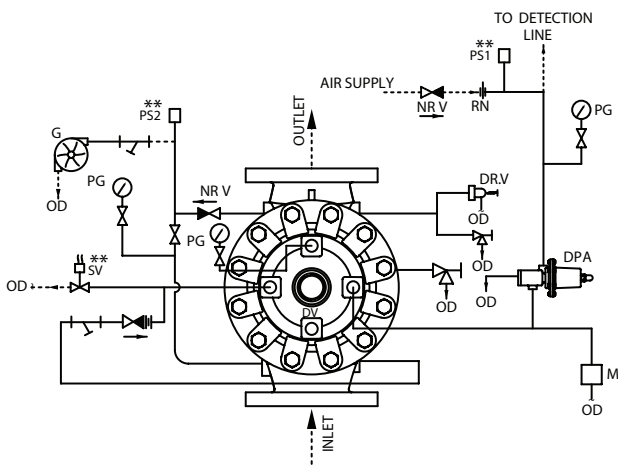 TO DETECTION
LINE
**
PS1
AIR SUPPLY
NR V
RN
PG
**
PS2
G
OD
PG
NR V
PG
OUTLET
DR.V
OD
OD
OD
DPA
OD
**
SV
OD
DV
M
OD
INLET